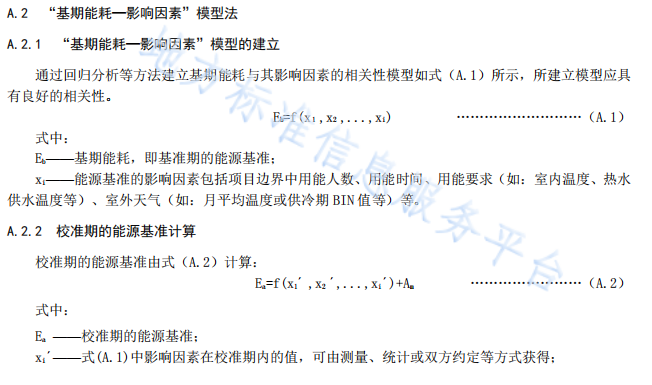 A.2 “基期能耗—影响因素”模型法
A.2.1 “基期能耗—影响因素”模型的建立
通过回归分析等方法建立基期能耗与其影响因素的相关性模型如式（A.1）所示，所建立模型应具
有良好的相关性。
Eb=f(x1,x2,...,xi) ………………………（A.1）
式中：
Eb——基期能耗，即基准期的能源基准；
xi——能源基准的影响因素包括项目边界中用能人数、用能时间、用能要求（如：室内温度、热水
供水温度等）、室外天气（如：月平均温度或供冷期 BIN 值等）等。
A.2.2 校准期的能源基准计算
校准期的能源基准由式（A.2）计算：
Ea=f(x1′,x2′,...,xi′)+Am ……………………（A.2）
式中：
Ea ——校准期的能源基准；
xi′——式(A.1)中影响因素在校准期内的值，可由测量、统计或双方约定等方式获得；
地方标准信息服务平台